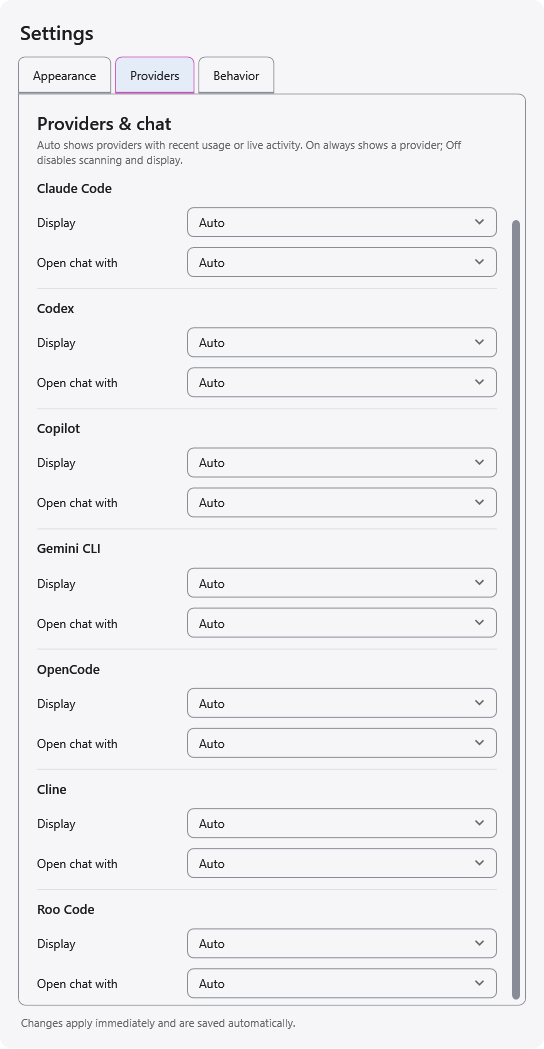 Settings
Appearance
Providers
Behavior
Providers & chat
Auto shows providers with recent usage or live activity. On always shows a provider; Off
disables scanning and display.
Claude Code
Display
Auto
Open chat with
Auto
Codex
Display
Auto
Open chat with
Auto
Copilot
Display
Auto
Open chat with
Auto
Gemini CLI
Display
Auto
Open chat with
Auto
OpenCode
Display
Auto
Open chat with
Auto
Cline
Display
Auto
Open chat with
Auto
Roo Code
Display
Auto
Open chat with
Auto
Changes apply immediately and are saved automatically.